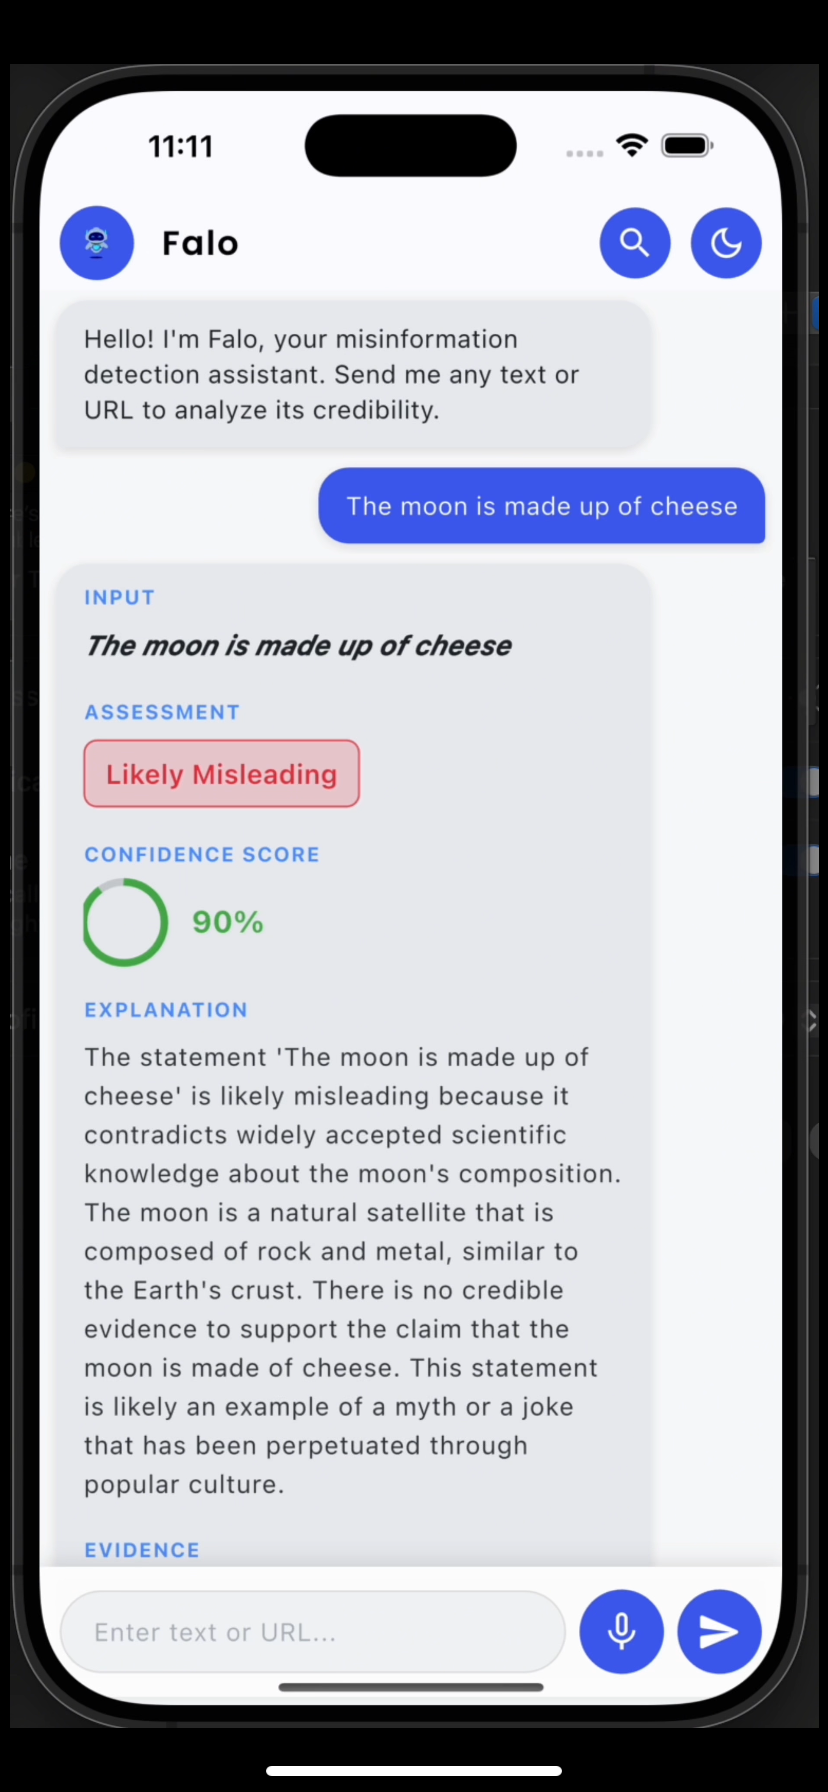 11:11
Falo
Hello! I'm Falo, your misinformation
detection assistant. Send me any text or
URL to analyze its credibility.
The moon is made up of cheese
INPUT
The moon is made up of cheese
ASSESSMENT
Likely Misleading
CONFIDENCE SCORE
90%
EXPLANATION
The statement 'The moon is made up of
cheese' is likely misleading because it
contradicts widely accepted scientific
knowledge about the moon's composition.
The moon is a natural satellite that is
composed of rock and metal, similar to
the Earth's crust. There is no credible
evidence to support the claim that the
moon is made of cheese. This statement
is likely an example of a myth or a joke
that has been perpetuated through
popular culture.
EVIDENCE
Enter text or URL...